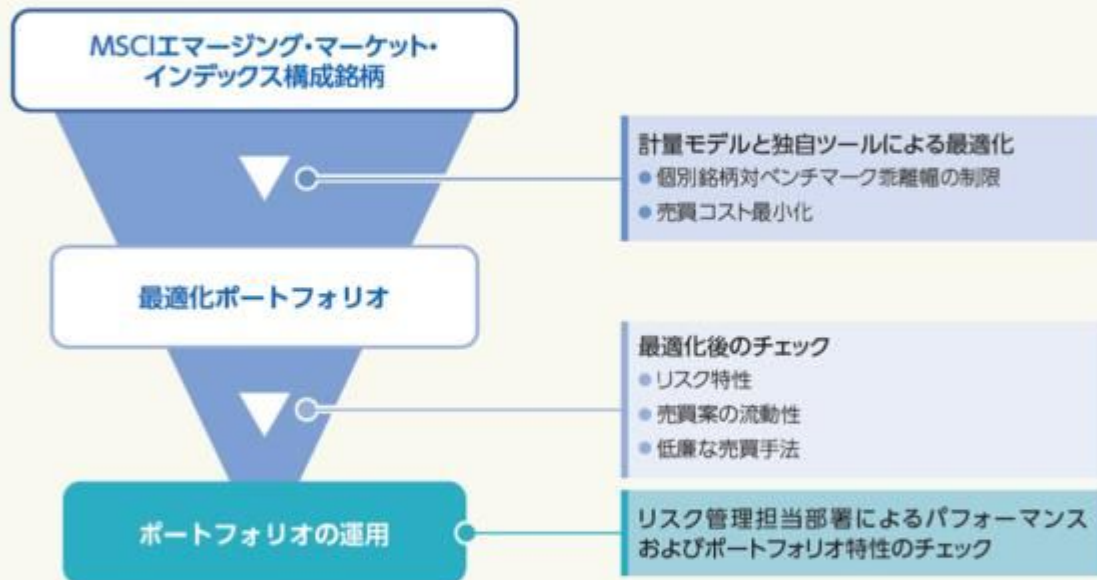 MSCIエマージング・マーケット・
インデックス構成銘柄
計量モデルと独自ツールによる最適化
● 個別銘柄対ベンチマーク乖離幅の制限
● 売買コスト最小化
最適化ポートフォリオ
最適化後のチェック
● リスク特性
● 売買案の流動性
● 低廉な売買手法
ポートフォリオの運用
リスク管理担当部署によるパフォーマンス
およびポートフォリオ特性のチェック